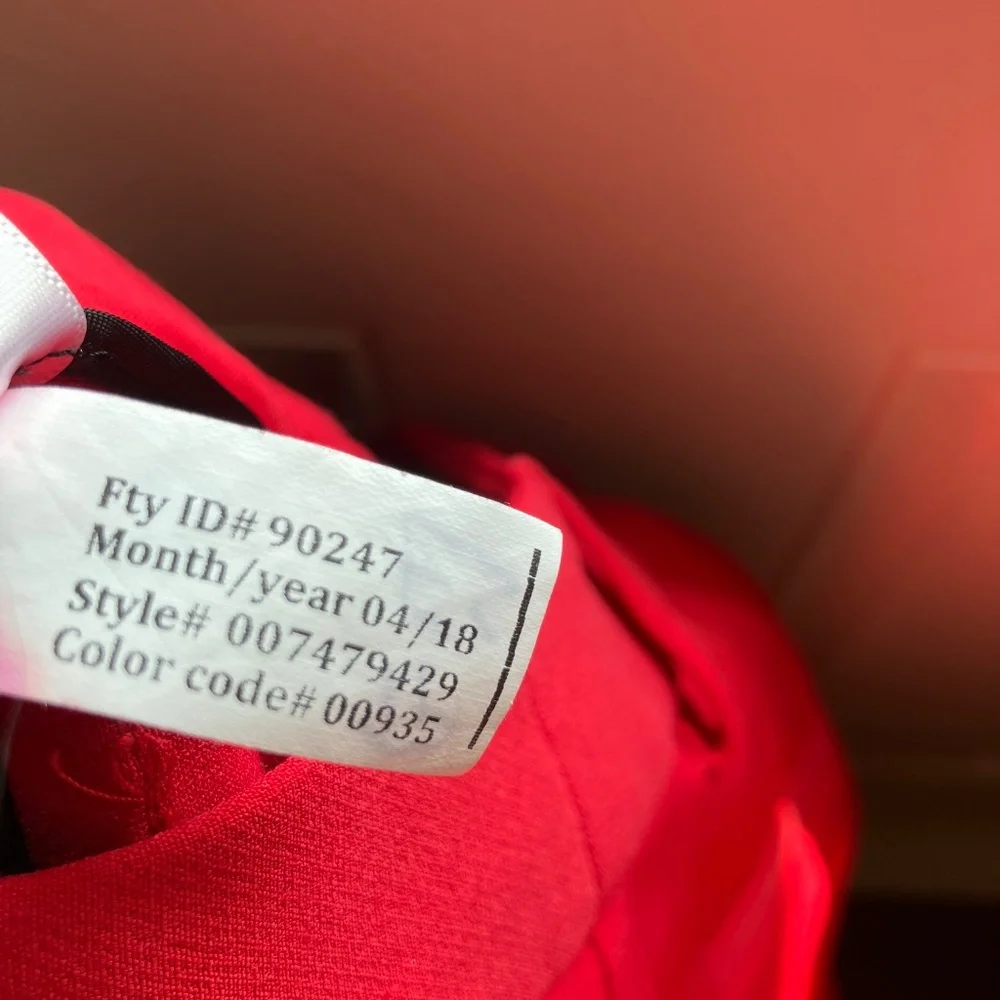 Fty ID# 90247
Month/year 04/18
Style# 007479429
Color code# 00935